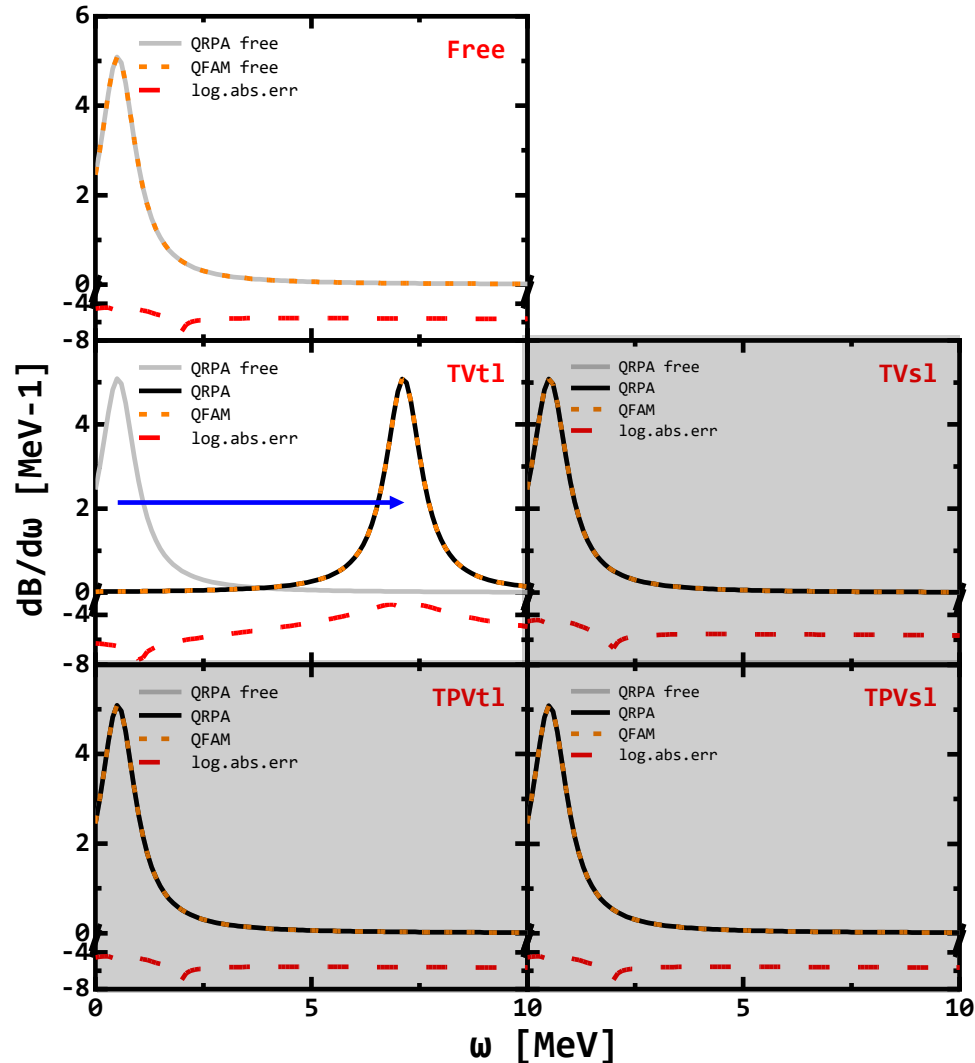 6
QRPA free
Free
QFAM free
log.abs.err
4
2
0
-4
-8
QRPA free
TVtl
QRPA
QFAM
log.abs.err
QRPA free
TVsl
QRPA
QFAM
log.abs.err
4
2
0
-4
-8
QRPA free
TPVtl
QRPA
QFAM
log.abs.err
QRPA free
TPVsl
QRPA
QFAM
log.abs.err
4
2
0
-4
-8
0
5
10
5
10
dB/dω [MeV-1]
ω [MeV]